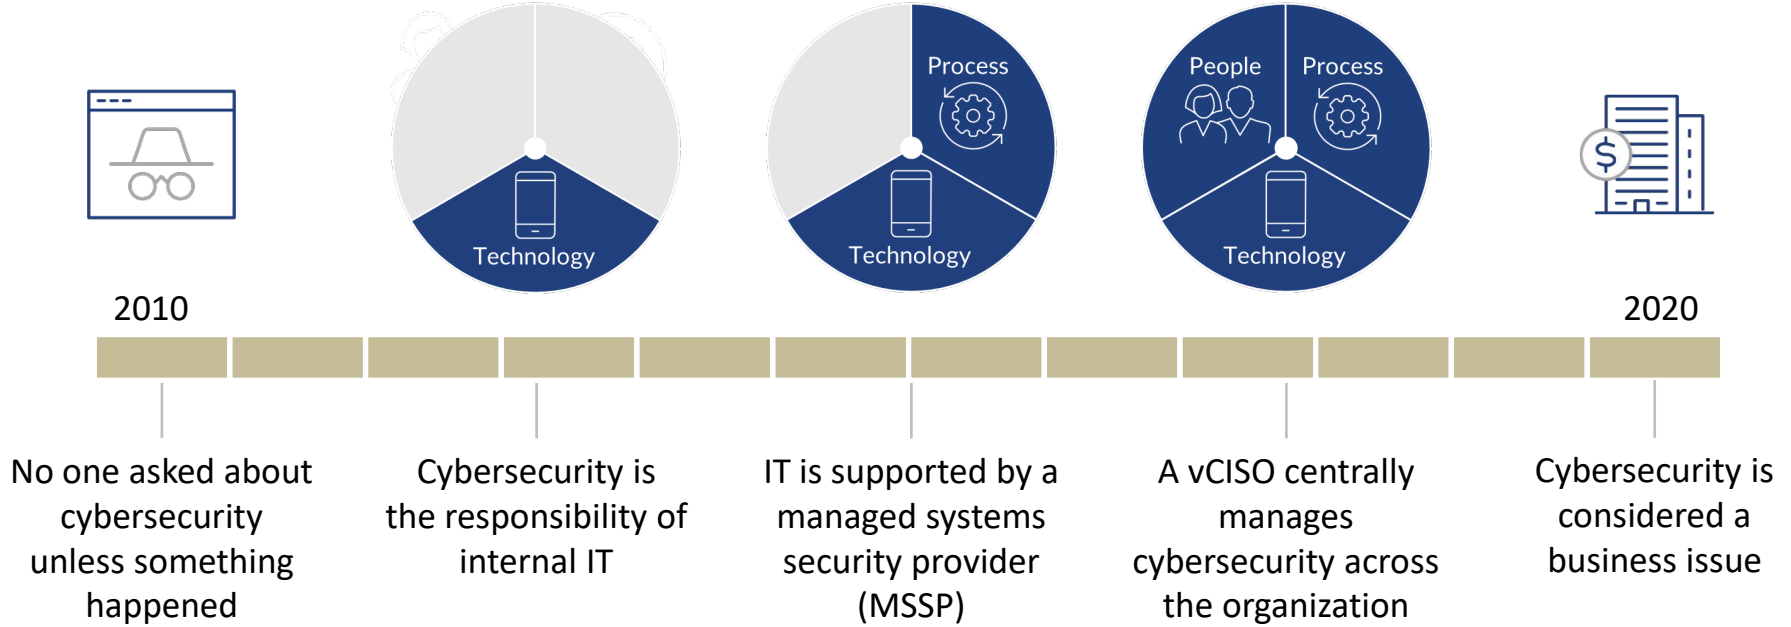 Process
People
Process
Technology
Technology
Technology
$
2010
2020
No one asked about
cybersecurity
unless something
happened
Cybersecurity is
the responsibility of
internal IT
IT is supported by a
managed systems
security provider
(MSSP)
A vCISO centrally
manages
cybersecurity across
the organization
Cybersecurity is
considered a
business issue